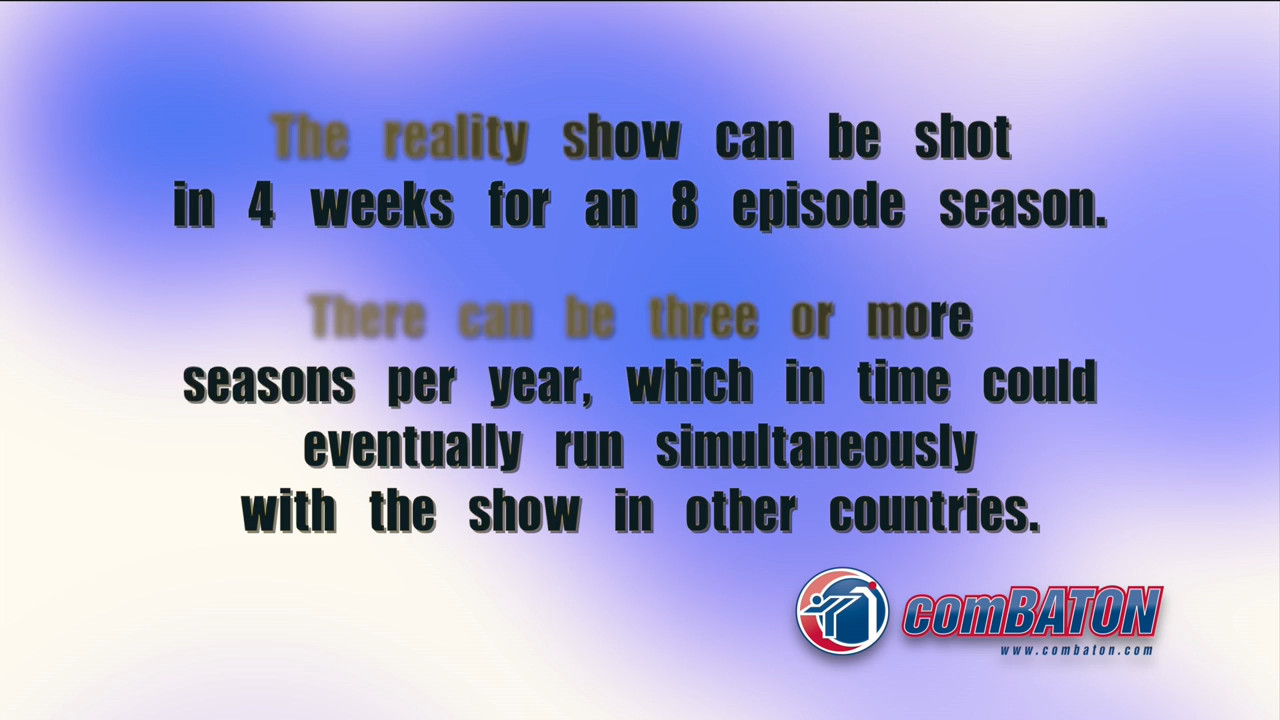 The reality show can be shot
in 4 weeks for an 8 episode season.
There can be three or more
seasons per year, which in time could
eventually run simultaneously
with the show in other countries.
comBATON
www.combaton.com